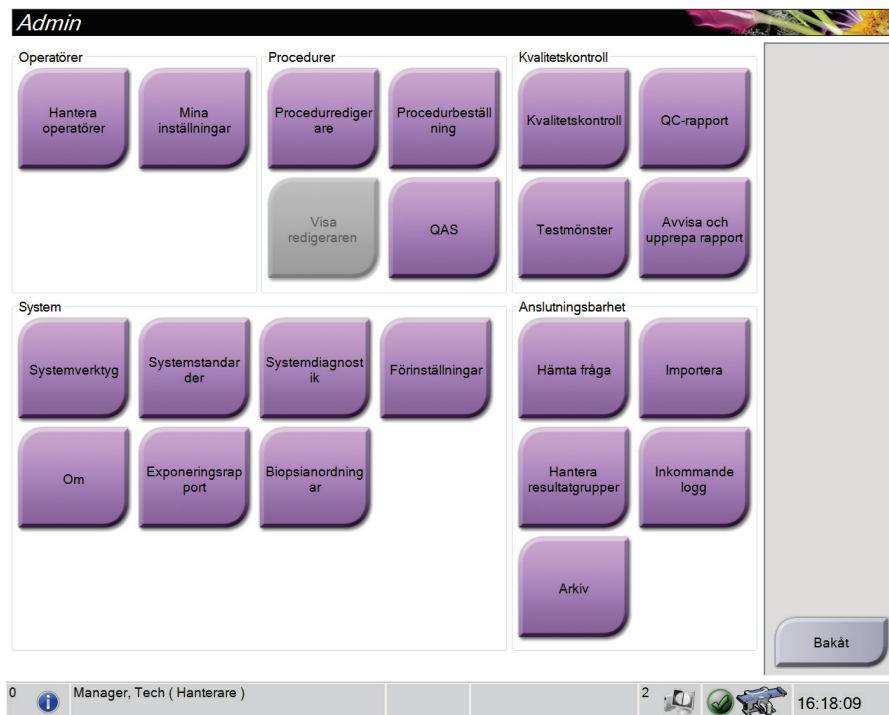 Admin
Operatörer
Hantera
operatörer
Mina
inställningar
Procedurer
Procedurrediger
are
Procedurbeställ
ning
Visa
redigeraren
QAS
Kvalitetskontroll
Kvalitetskontroll
QC-rapport
Testmönster
Avvisa och
upprepa rapport
System
Systemverktyg
Systemstandar
der
Systemdiagnost
ik
Förinställningar
Om
Exponeringsrap
port
Biopsianordning
ar
Anslutningsbarhet
Hämta fråga
Importera
Hantera
resultatgrupper
Inkommande
logg
Arkiv
Bakåt
0
Manager, Tech ( Hanterare )
2
16:18:09